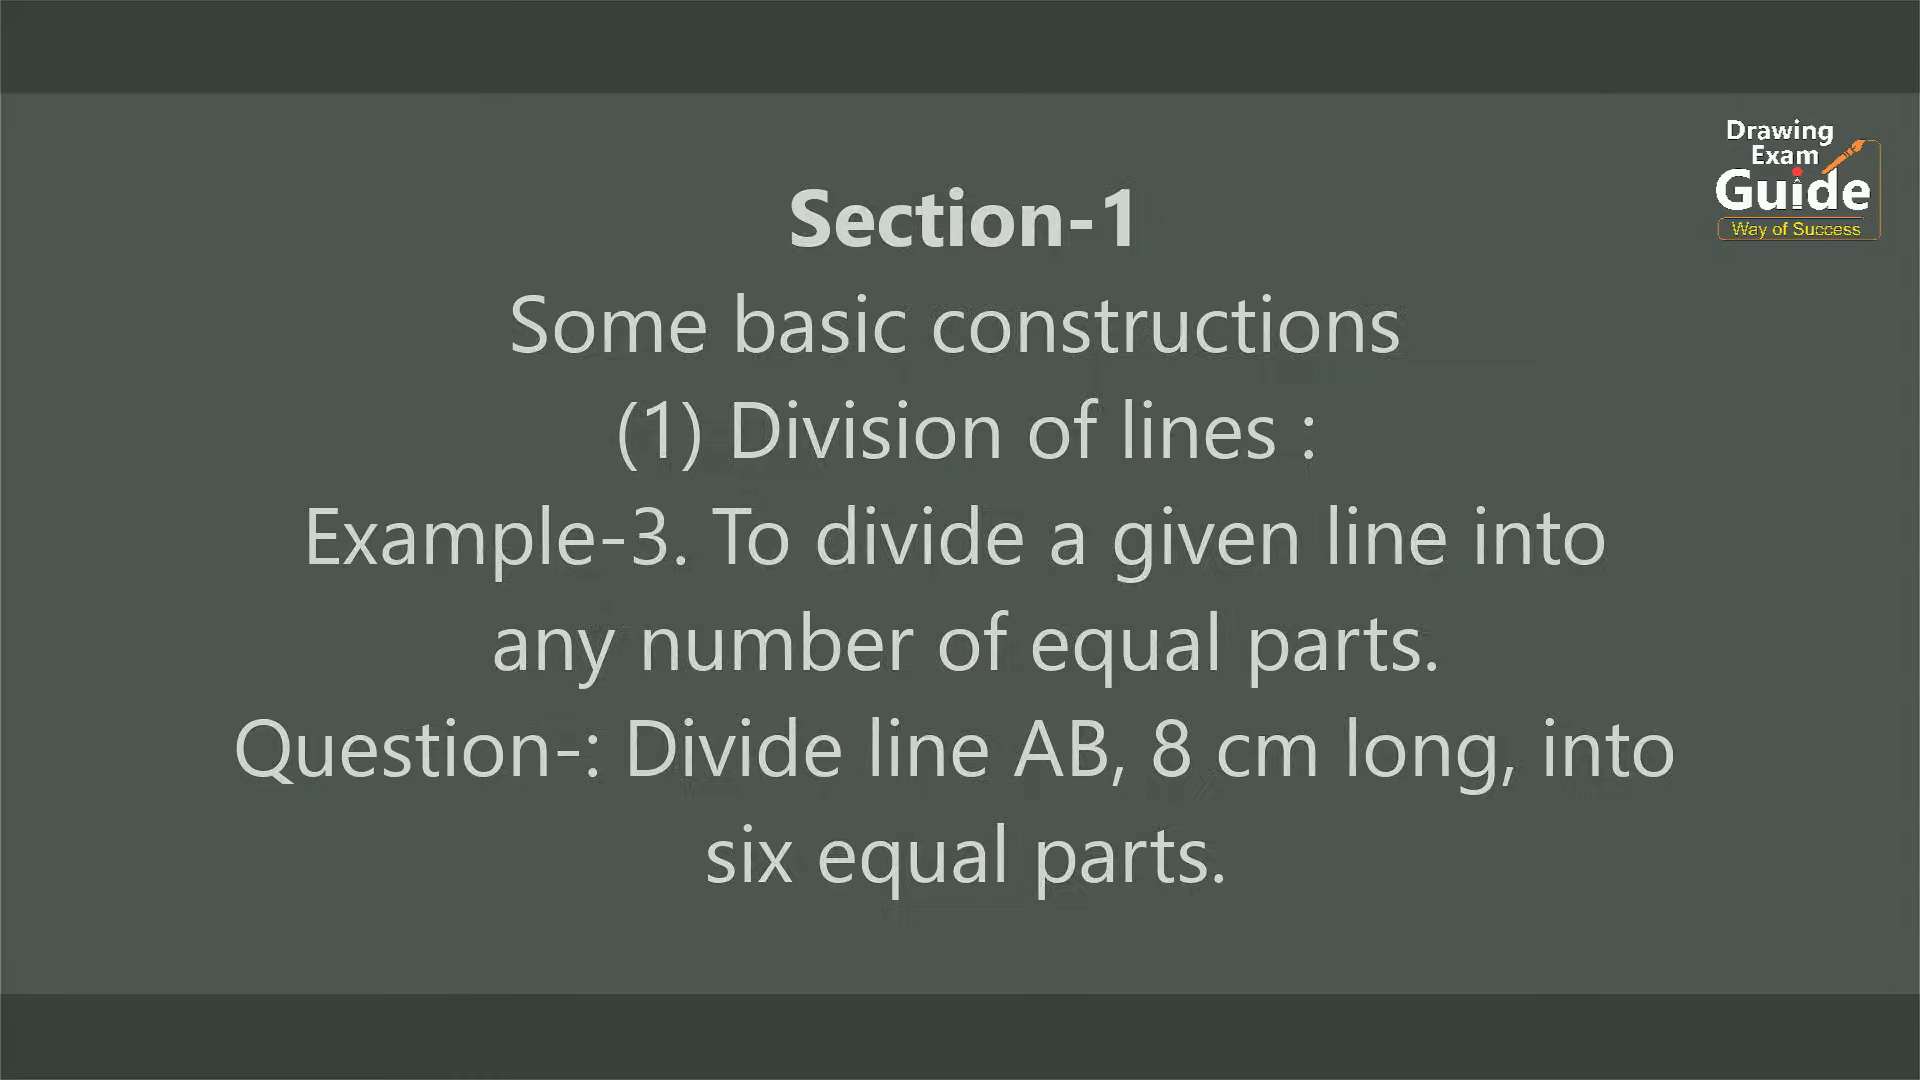 Drawing
Exam
Guide
Way of Success
Section-1
Some basic constructions
(1) Division of lines :
Example-3. To divide a given line into
any number of equal parts.
Question-: Divide line AB, 8 cm long, into
six equal parts.